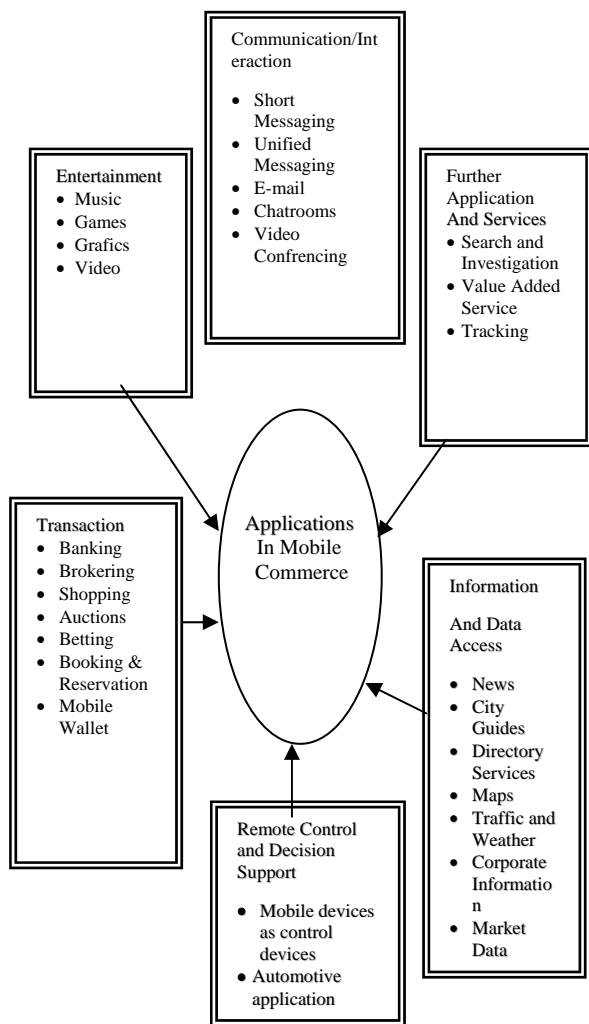 Communication/Int
eraction
• Short
Messaging
• Unified
Messaging
• E-mail
• Chatrooms
• Video
Confrencing
Entertainment
• Music
• Games
• Grafics
• Video
Further
Application
And Services
• Search and
Investigation
• Value Added
Service
• Tracking
Applications
In Mobile
Commerce
Transaction
• Banking
• Brokering
• Shopping
• Auctions
• Betting
• Booking &
Reservation
• Mobile
Wallet
Information
And Data
Access
• News
• City
Guides
• Directory
Services
• Maps
• Traffic and
Weather
• Corporate
Informatio
n
• Market
Data
Remote Control
and Decision
Support
• Mobile devices
as control
devices
• Automotive
application